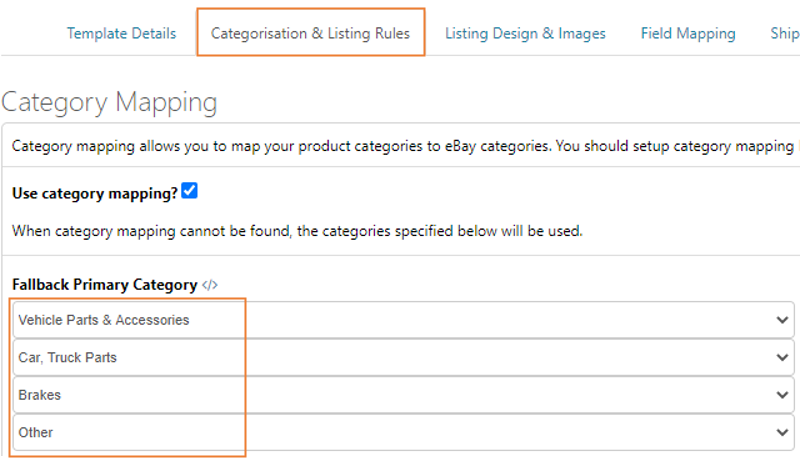 Template Details Categorisation & Listing Rules Listing Design & Images Field Mapping Ship
Category Mapping
Category mapping allows you to map your product categories to eBay categories. You should setup category mapping
Use category mapping?
When category mapping cannot be found, the categories specified below will be used.
Fallback Primary Category </>
Vehicle Parts & Accessories
Car, Truck Parts
Brakes
Other